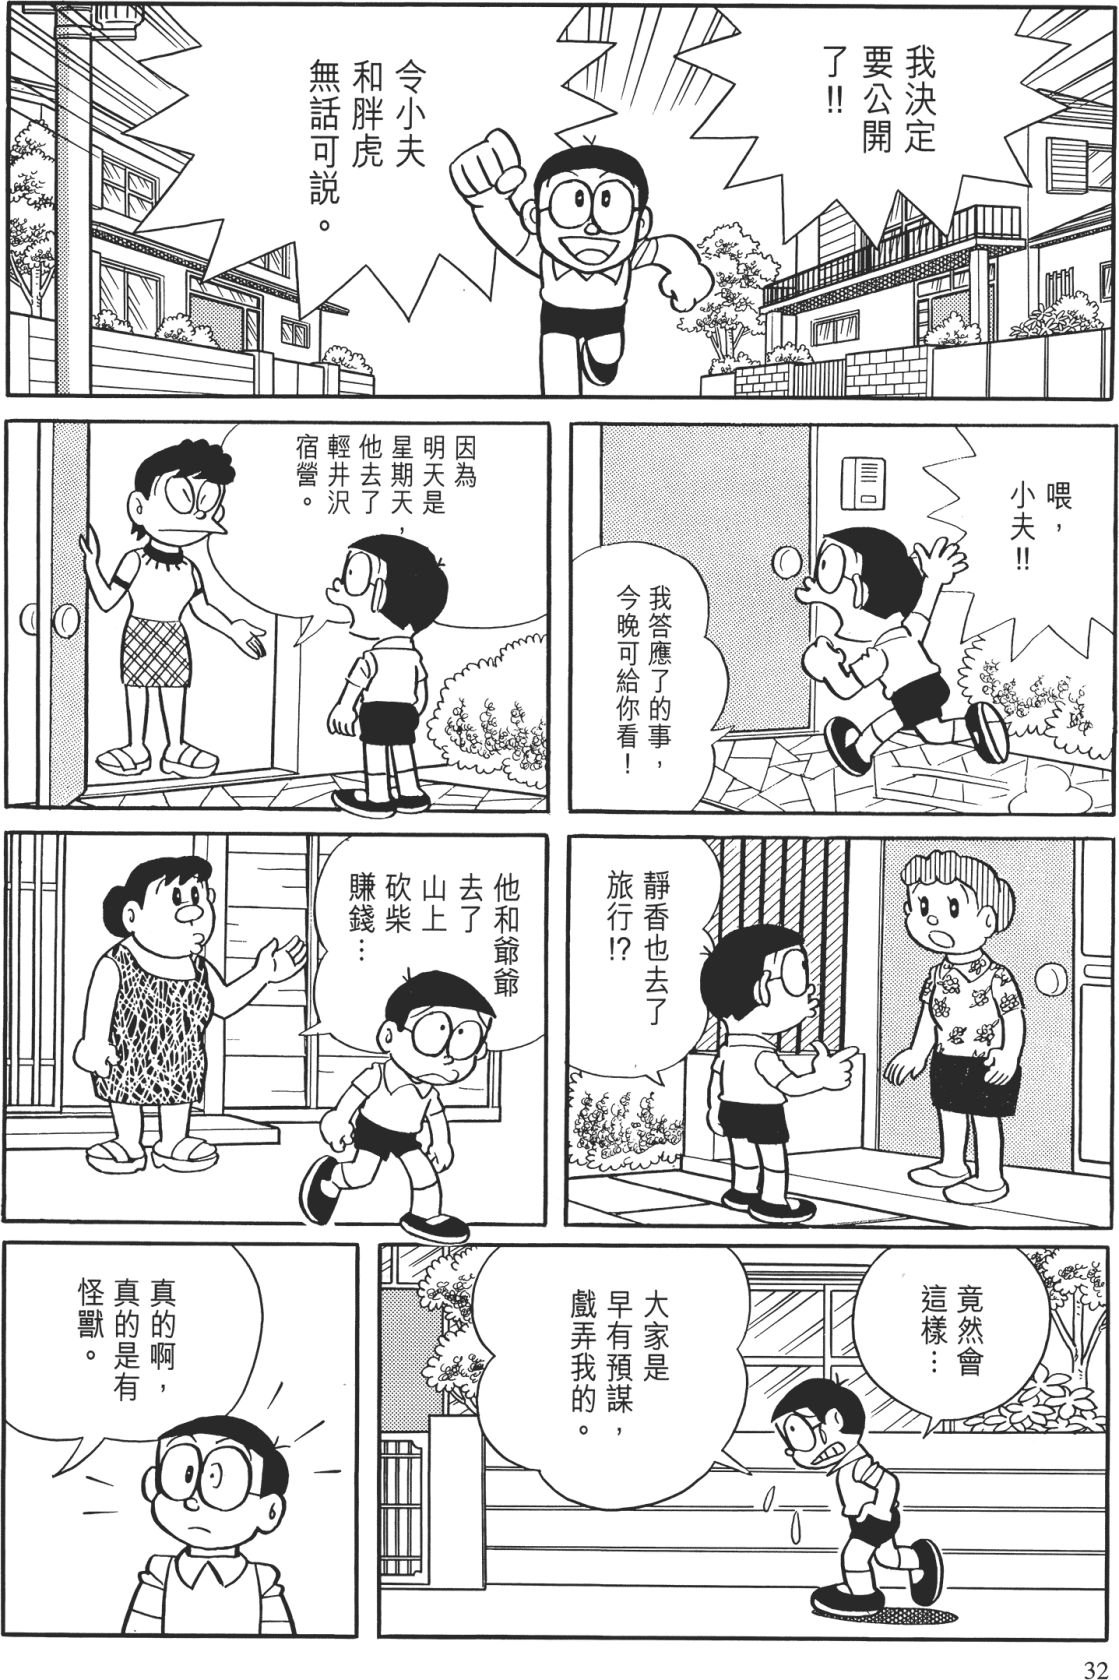 我決定
要公開
了!!
令小夫
和胖虎
無話可説。
喂，
小夫!!
我答應了的事，
今晚可給你看！
因為
明天是
星期天，
他去了
輕井沢
宿營。
靜香也去了
旅行!?
他和爺爺
去了
山上
砍柴
賺錢…
竟然會
這樣…
大家是
早有預謀，
戲弄我的。
真的啊，
真的是有
怪獸。
32